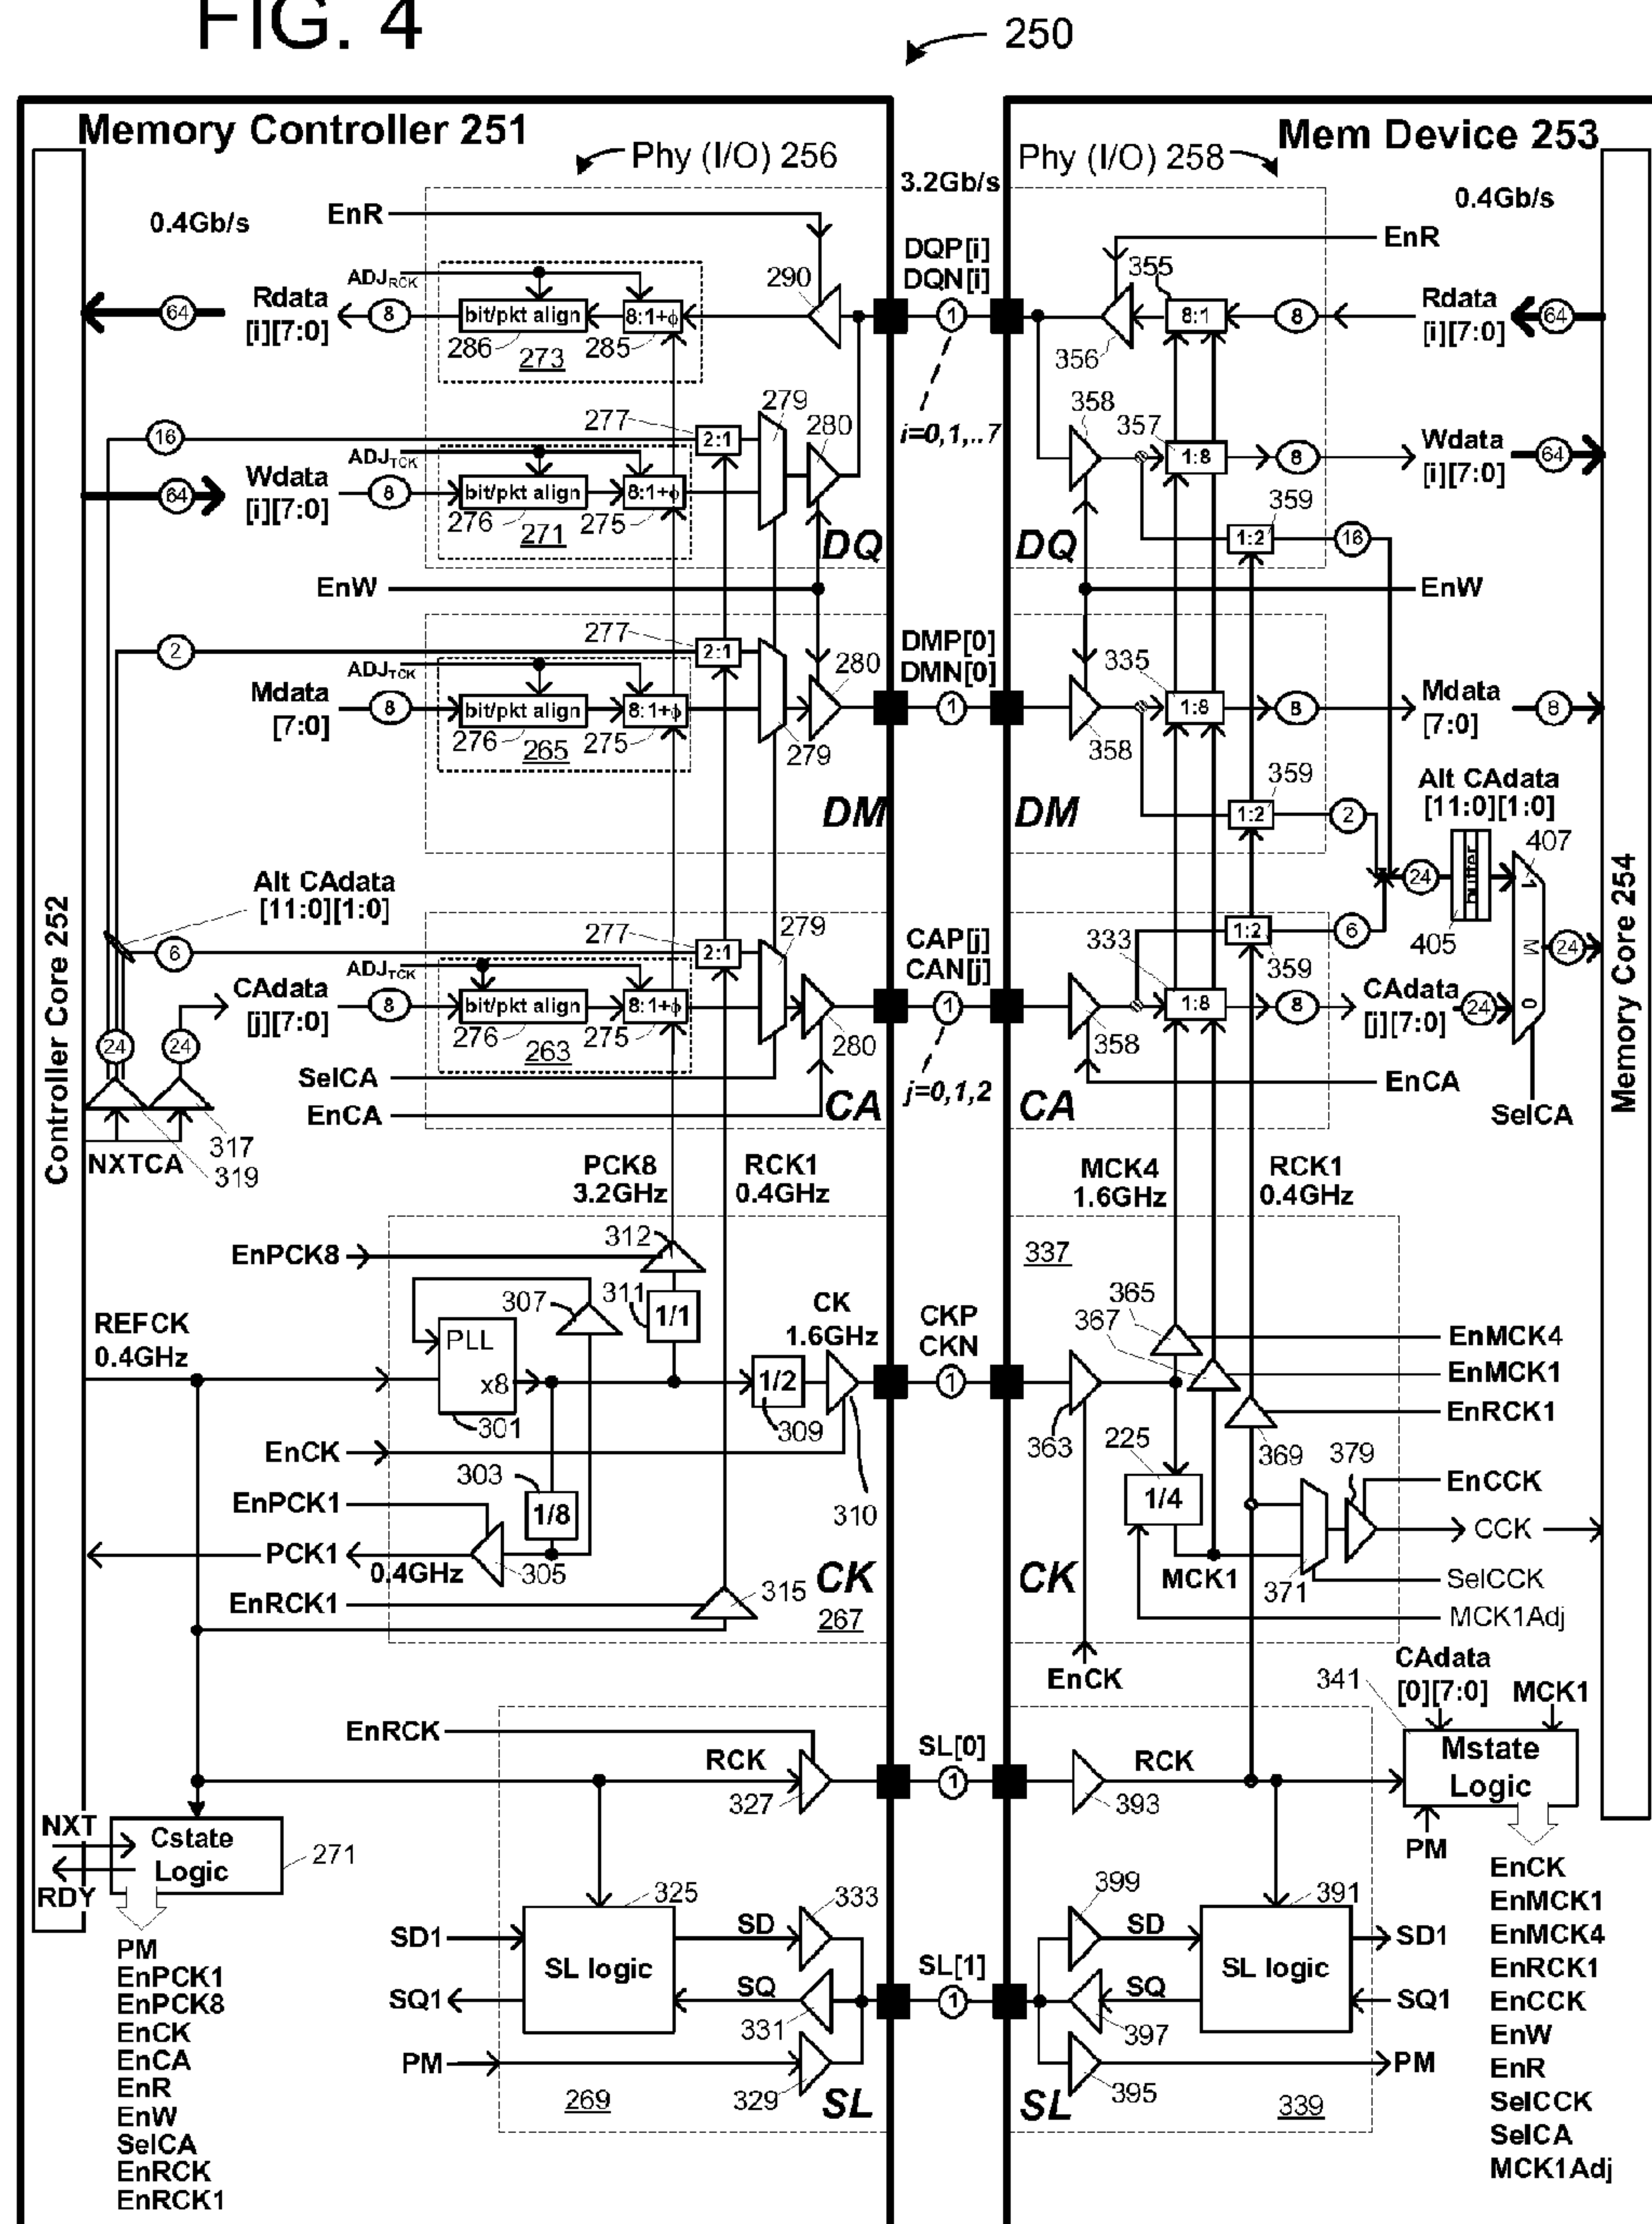 FIG. 4
250
Memory Controller 251
Mem Device 253
Phy (I/O) 256
Phy (I/O) 258
3.2Gb/s
0.4Gb/s
0.4Gb/s
EnR
EnR
DQP[i]
DQN[i]
ADJRCK
290
355
Rdata
[i][7:0]
64
8
bit/pkt align
8:1+ϕ
1
8:1
8
Rdata
[i][7:0]
64
286
273
285
356
i=0,1,..7
277
279
280
358
357
16
2:1
ADJTCK
Wdata
[i][7:0]
64
8
bit/pkt align
8:1+ϕ
1:8
8
Wdata
[i][7:0]
64
276
271
275
359
DQ
DQ
1:2
16
EnW
EnW
277
DMP[0]
DMN[0]
335
2
2:1
280
ADJTCK
Mdata
[7:0]
8
bit/pkt align
8:1+ϕ
1
1:8
8
Mdata
[7:0]
8
276
265
275
279
358
359
Alt CAdata
[11:0][1:0]
DM
DM
1:2
2
407
24
buffer
1
M
0
24
405
Alt CAdata
[11:0][1:0]
277
279
CAP[j]
CAN[j]
333
1:2
6
359
6
2:1
ADJTCK
CAdata
[j][7:0]
8
bit/pkt align
8:1+ϕ
1
1:8
8
CAdata
[j][7:0]
24
24
24
276
263
275
280
358
SelCA
j=0,1,2
EnCA
EnCA
CA
CA
SelCA
Controller Core 252
Memory Core 254
NXTCA
317
319
PCK8
3.2GHz
RCK1
0.4GHz
MCK4
1.6GHz
RCK1
0.4GHz
EnPCK8
312
337
REFCK
0.4GHz
307
311
1/1
CK
1.6GHz
CKP
CKN
365
367
EnMCK4
EnMCK1
EnRCK1
PLL
x8
301
1/2
309
1
363
225
369
379
EnCK
303
310
1/4
EnCCK
EnPCK1
1/8
CCK
PCK1
0.4GHz
305
CK
CK
MCK1
371
SelCCK
MCK1Adj
EnRCK1
315
267
EnCK
341
CAdata
[0][7:0]
MCK1
EnRCK
RCK
327
SL[0]
1
RCK
393
Mstate
Logic
PM
NXT
RDY
Cstate
Logic
271
325
333
399
391
SD1
SQ1
SL logic
SD
SQ
SL[1]
1
SD
SQ
SL logic
SD1
SQ1
331
397
PM
329
395
PM
269
SL
SL
339
PM
EnPCK1
EnPCK8
EnCK
EnCA
EnR
EnW
SelCA
EnRCK
EnRCK1
EnCK
EnMCK1
EnMCK4
EnRCK1
EnCCK
EnW
EnR
SelCCK
SelCA
MCK1Adj